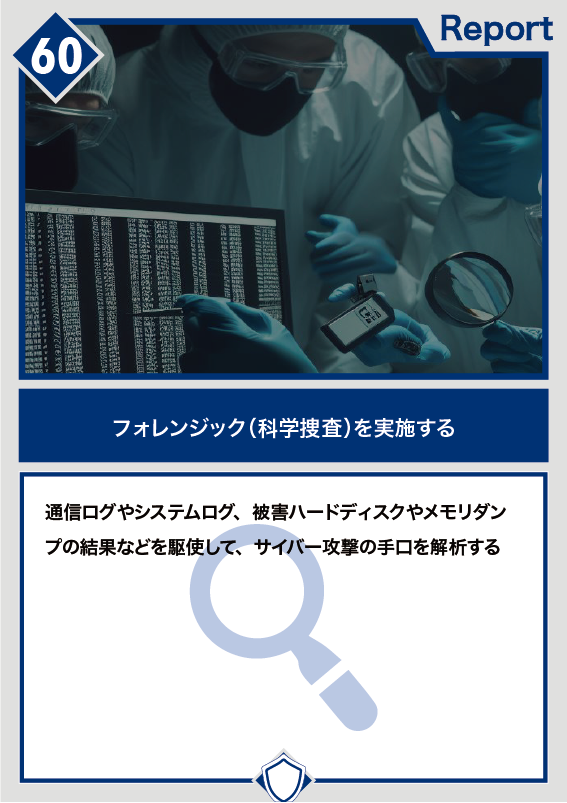 60
Report
フォレンジック（科学捜査）を実施する
通信ログやシステムログ、被害ハードディスクやメモリダン
プの結果などを駆使して、サイバー攻撃の手口を解析する